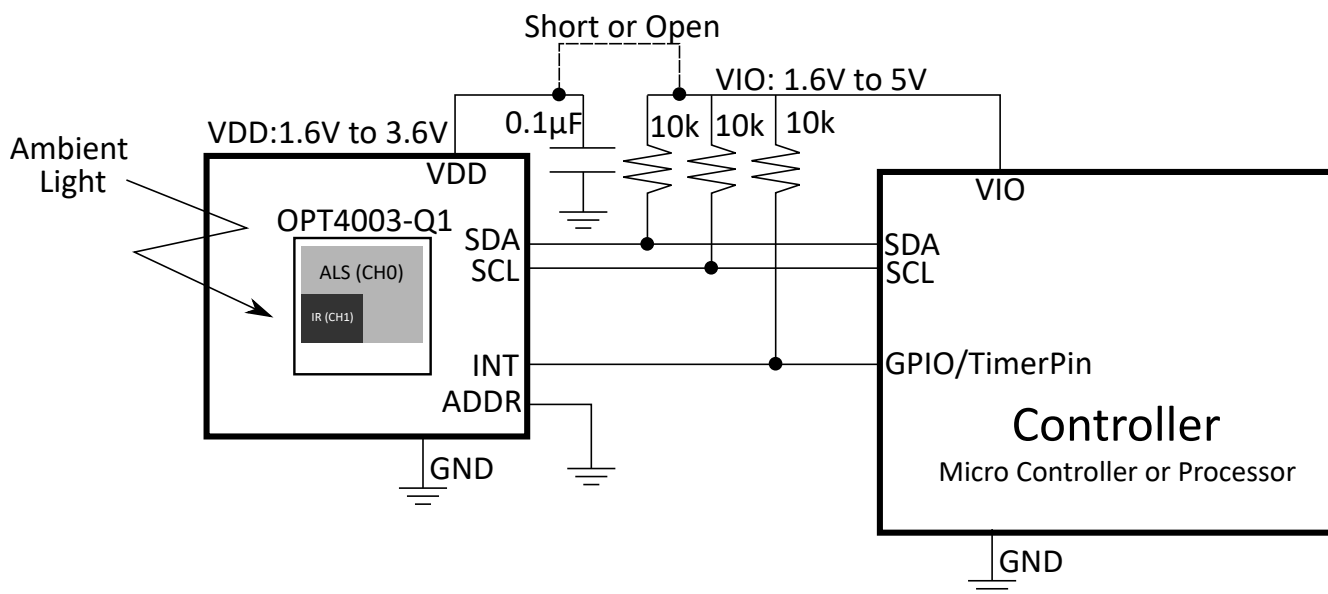 Short or Open
VIO: 1.6V to 5V
0.1µF
10k
10k
10k
VDD:1.6V to 3.6V
Ambient
Light
VDD
VIO
OPT4003-Q1
SDA
SCL
SDA
SCL
ALS (CH0)
IR (CH1)
INT
GPIO/TimerPin
ADDR
Controller
Micro Controller or Processor
GND
GND